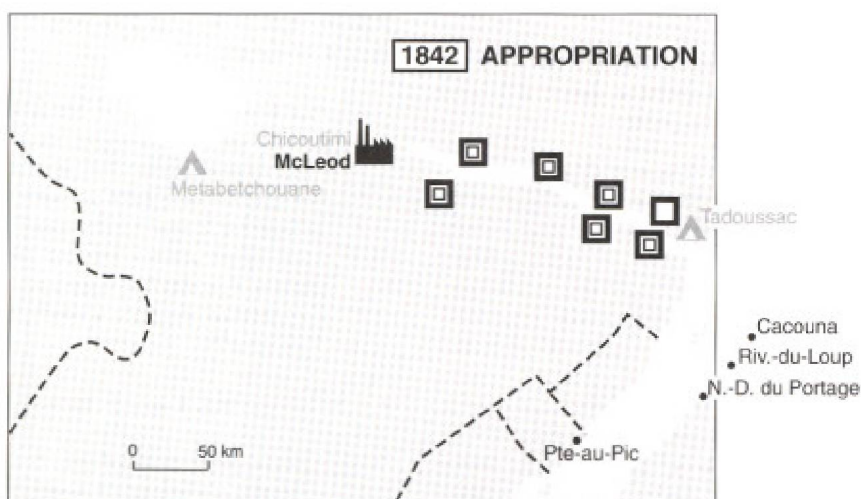 1842 APPROPRIATION
Chicoutimi
McLeod
Metabetchouane
Tadoussac
Cacouna
Riv.-du-Loup
N.-D. du Portage
0 50 km
Pte-au-Pic